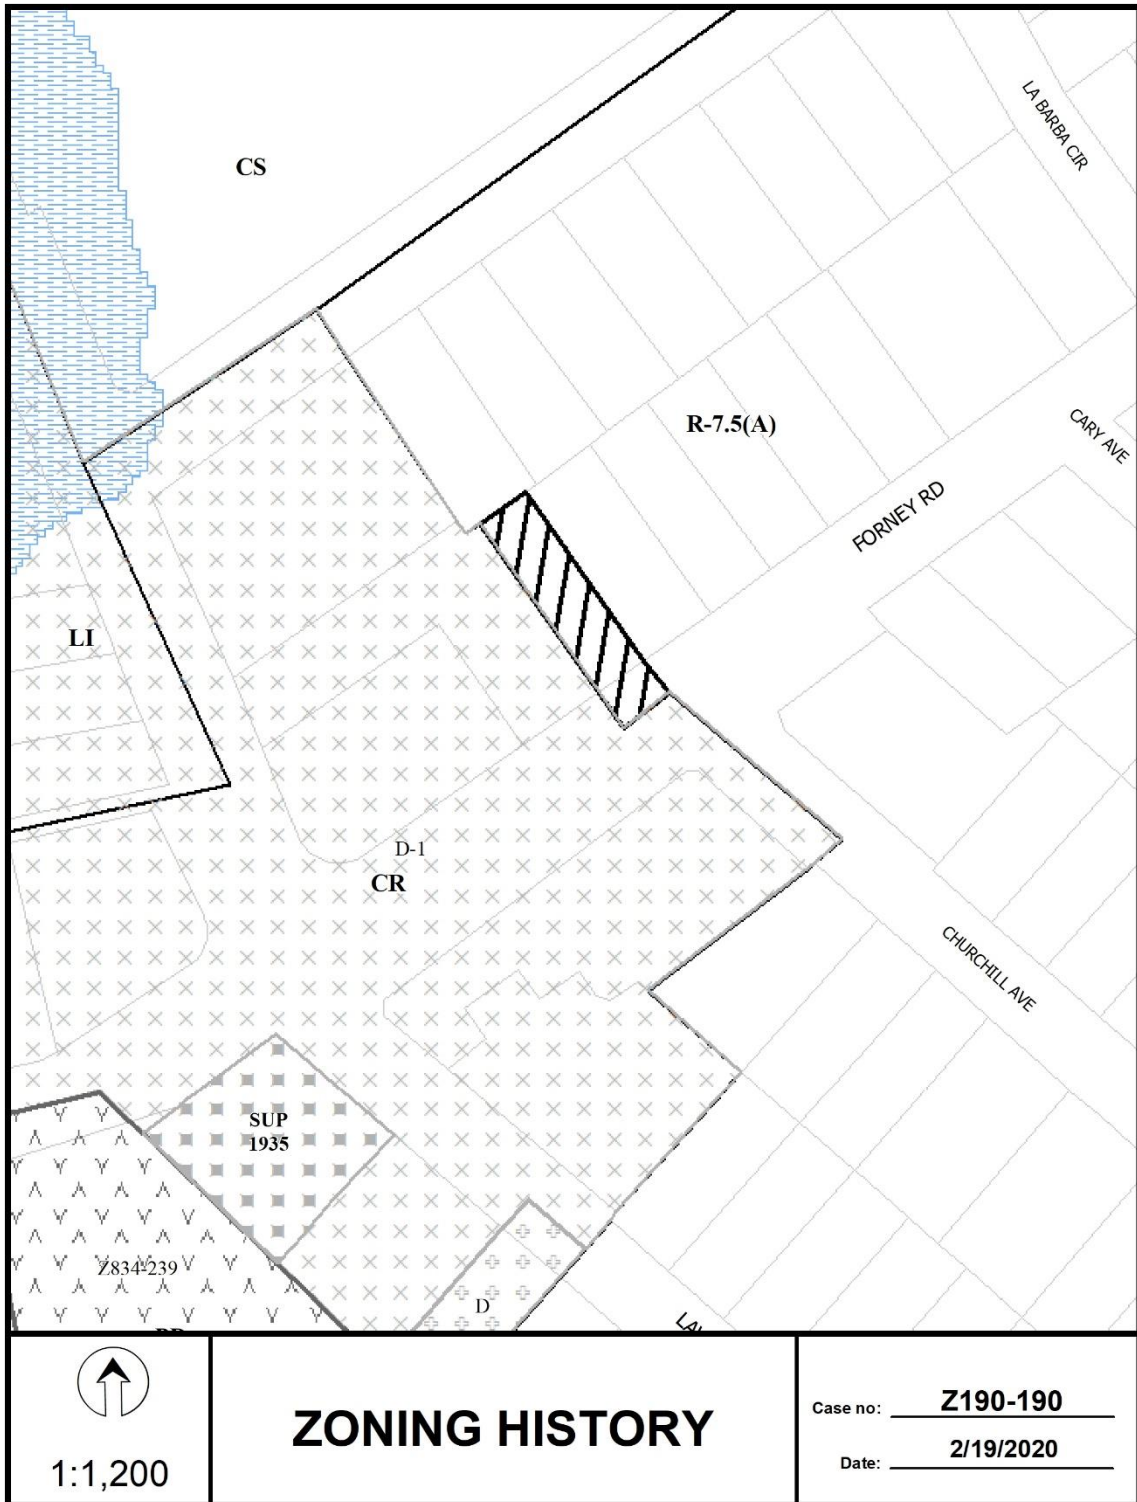 CS
LA BARBA CIR
R-7.5(A)
CARY AVE
FORNEY RD
LI
D-1
CR
CHURCHILL AVE
SUP
1935
Z834-239
D
1:1,200
ZONING HISTORY
Case no: Z190-190
Date: 2/19/2020